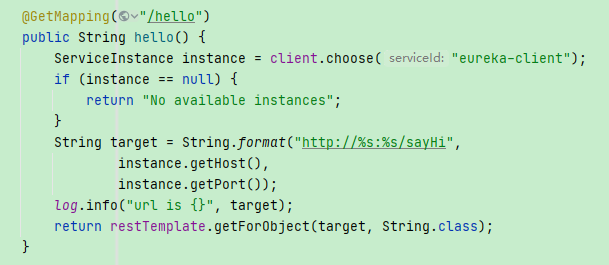 @GetMapping("/hello")
public String hello() {
    ServiceInstance instance = client.choose( serviceId: "eureka-client");
    if (instance == null) {
        return "No available instances";
    }
    String target = String.format("http://%s:%s/sayHi",
            instance.getHost(),
            instance.getPort());
    log.info("url is {}", target);
    return restTemplate.getForObject(target, String.class);
}